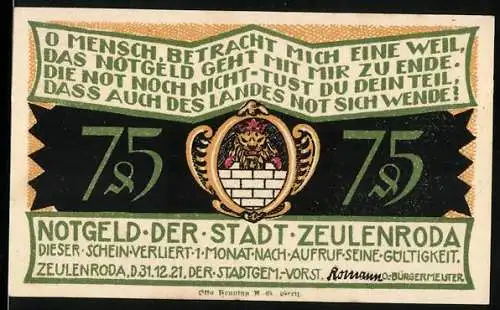 O MENSCH, BETRACHT MICH EINE WEIL,
DAS NOTGELD GEHT MIT MIR ZU ENDE.
DIE NOT NOCH NICHT-TUST DU DEIN TEIL,
DASS AUCH DES LANDES NOT SICH WENDE!
75 75
NOTGELD·DER·STADT·ZEULENRODA
DIESER·SCHEIN·VERLIERT·1·MONAT·NACH·AUFRUF·SEINE·GÜLTIGKEIT.
ZEULENRODA, D.31.12.21, DER STADTGEM.-VORST. O.-BÜRGERMEISTER